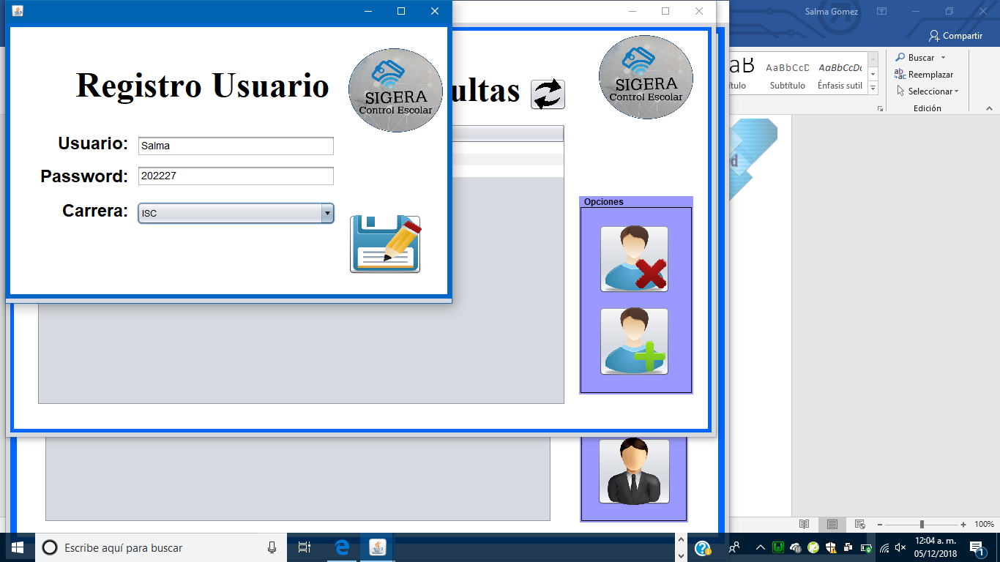 Registro Usuario
SIGERA
Control Escolar
Usuario:
Salma
Password:
202227
Carrera:
ISC
ultas
SIGERA
Control Escolar
Opciones
Salma Gomez
Compartir
AaBbCcD
AaBbCcDc
Subtítulo
Énfasis sutil
Buscar
Reemplazar
Seleccionar
Edición
100%
Escribe aquí para buscar
12:04 a. m.
05/12/2018
1